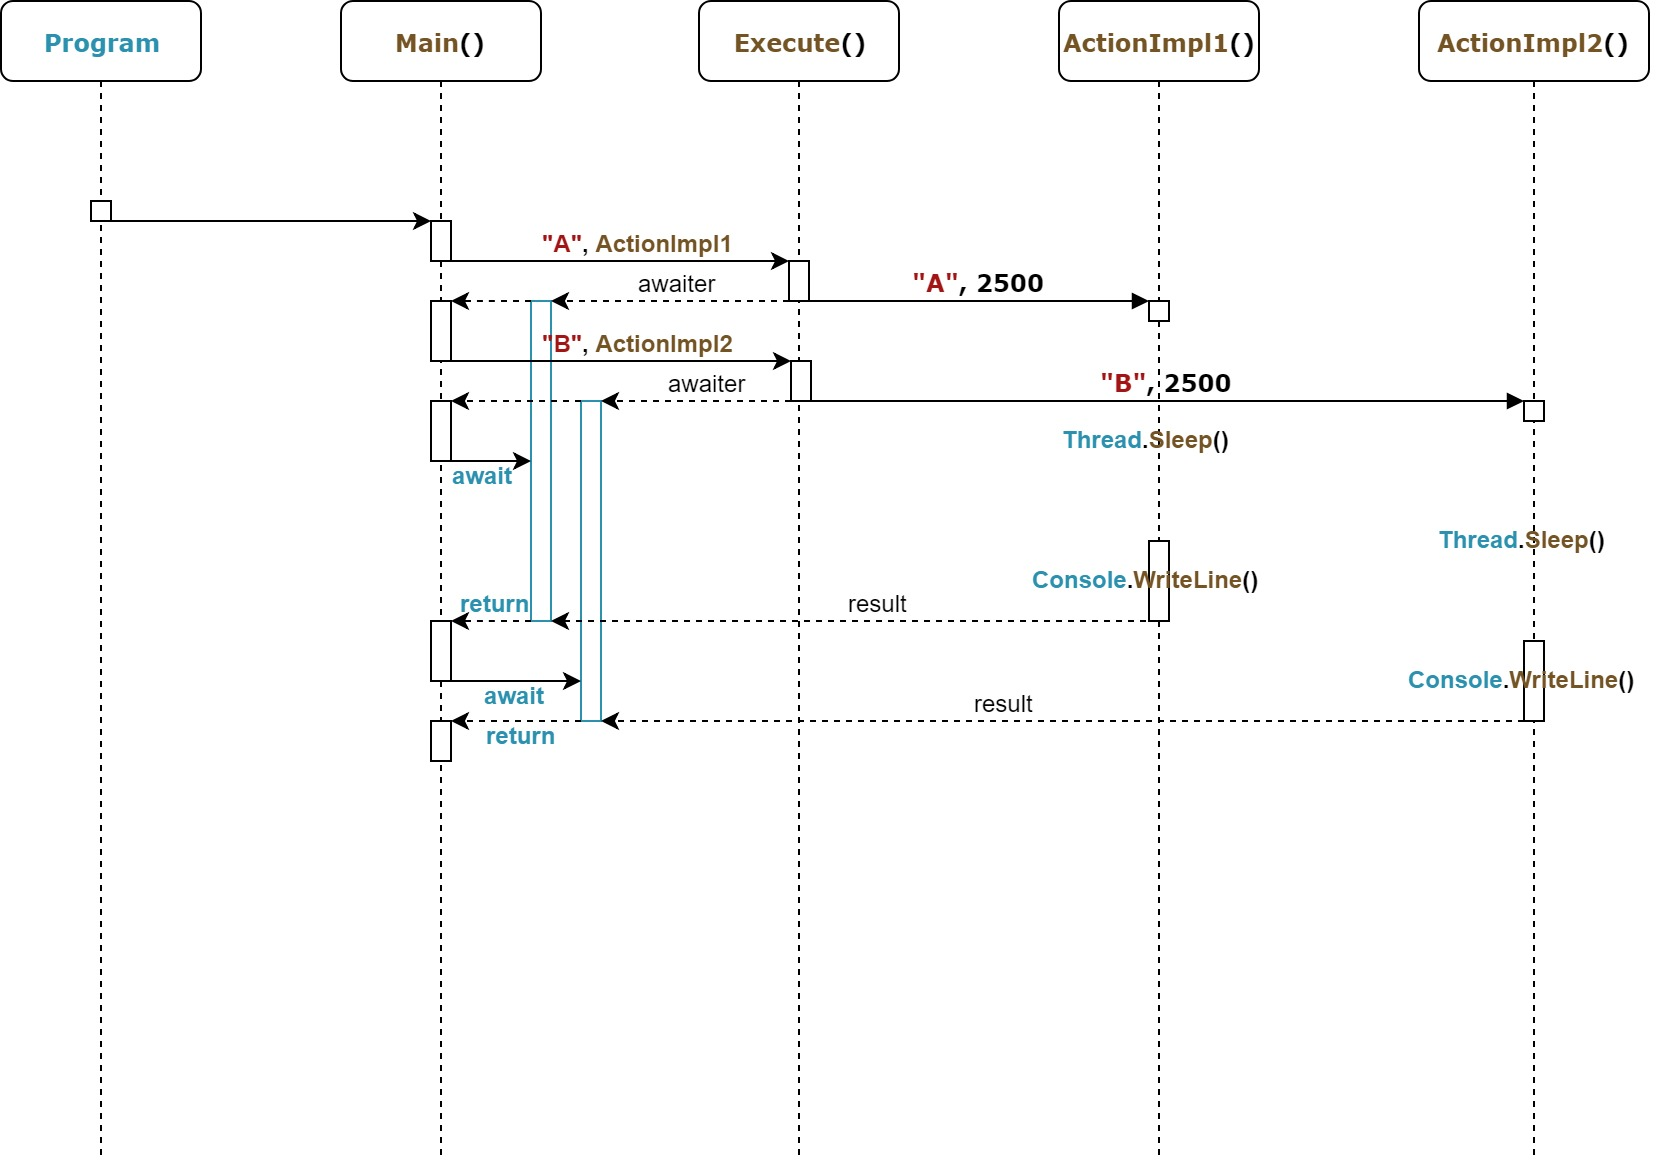 Program
Main()
Execute()
ActionImpl1()
ActionImpl2()
"A", ActionImpl1
awaiter
"A", 2500
"B", ActionImpl2
awaiter
"B", 2500
Thread.Sleep()
await
Thread.Sleep()
Console.WriteLine()
return
result
Console.WriteLine()
await
result
return